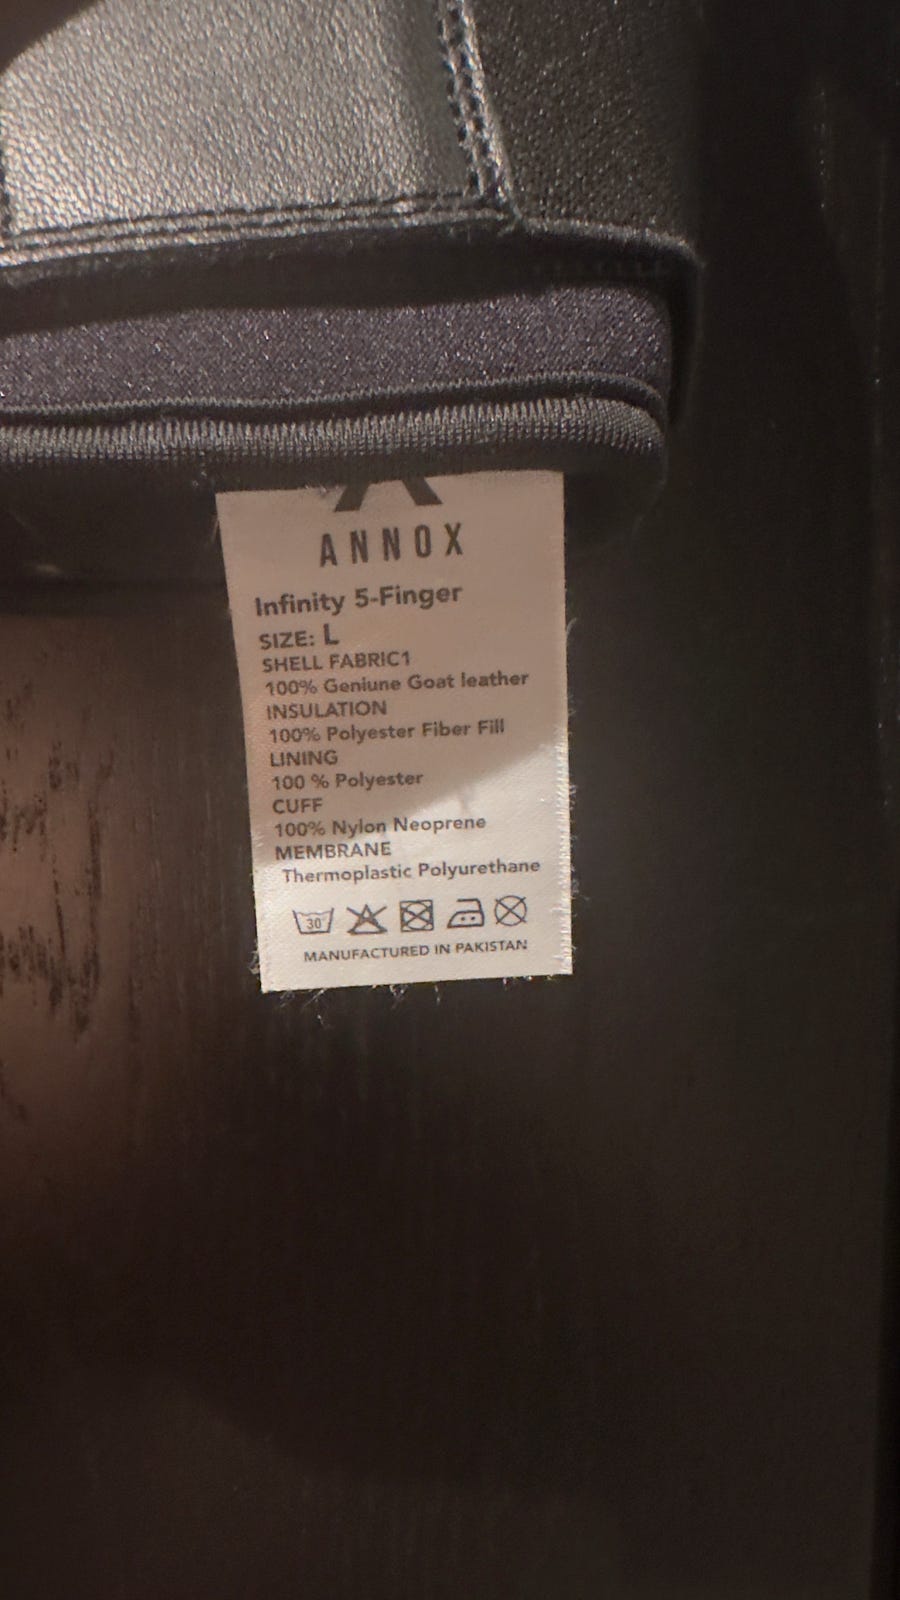 ANNOX
Infinity 5-Finger
SIZE: L
SHELL FABRIC1
100% Geniune Goat leather
INSULATION
100% Polyester Fiber Fill
LINING
100 % Polyester
CUFF
100% Nylon Neoprene
MEMBRANE
Thermoplastic Polyurethane
30°
MANUFACTURED IN PAKISTAN